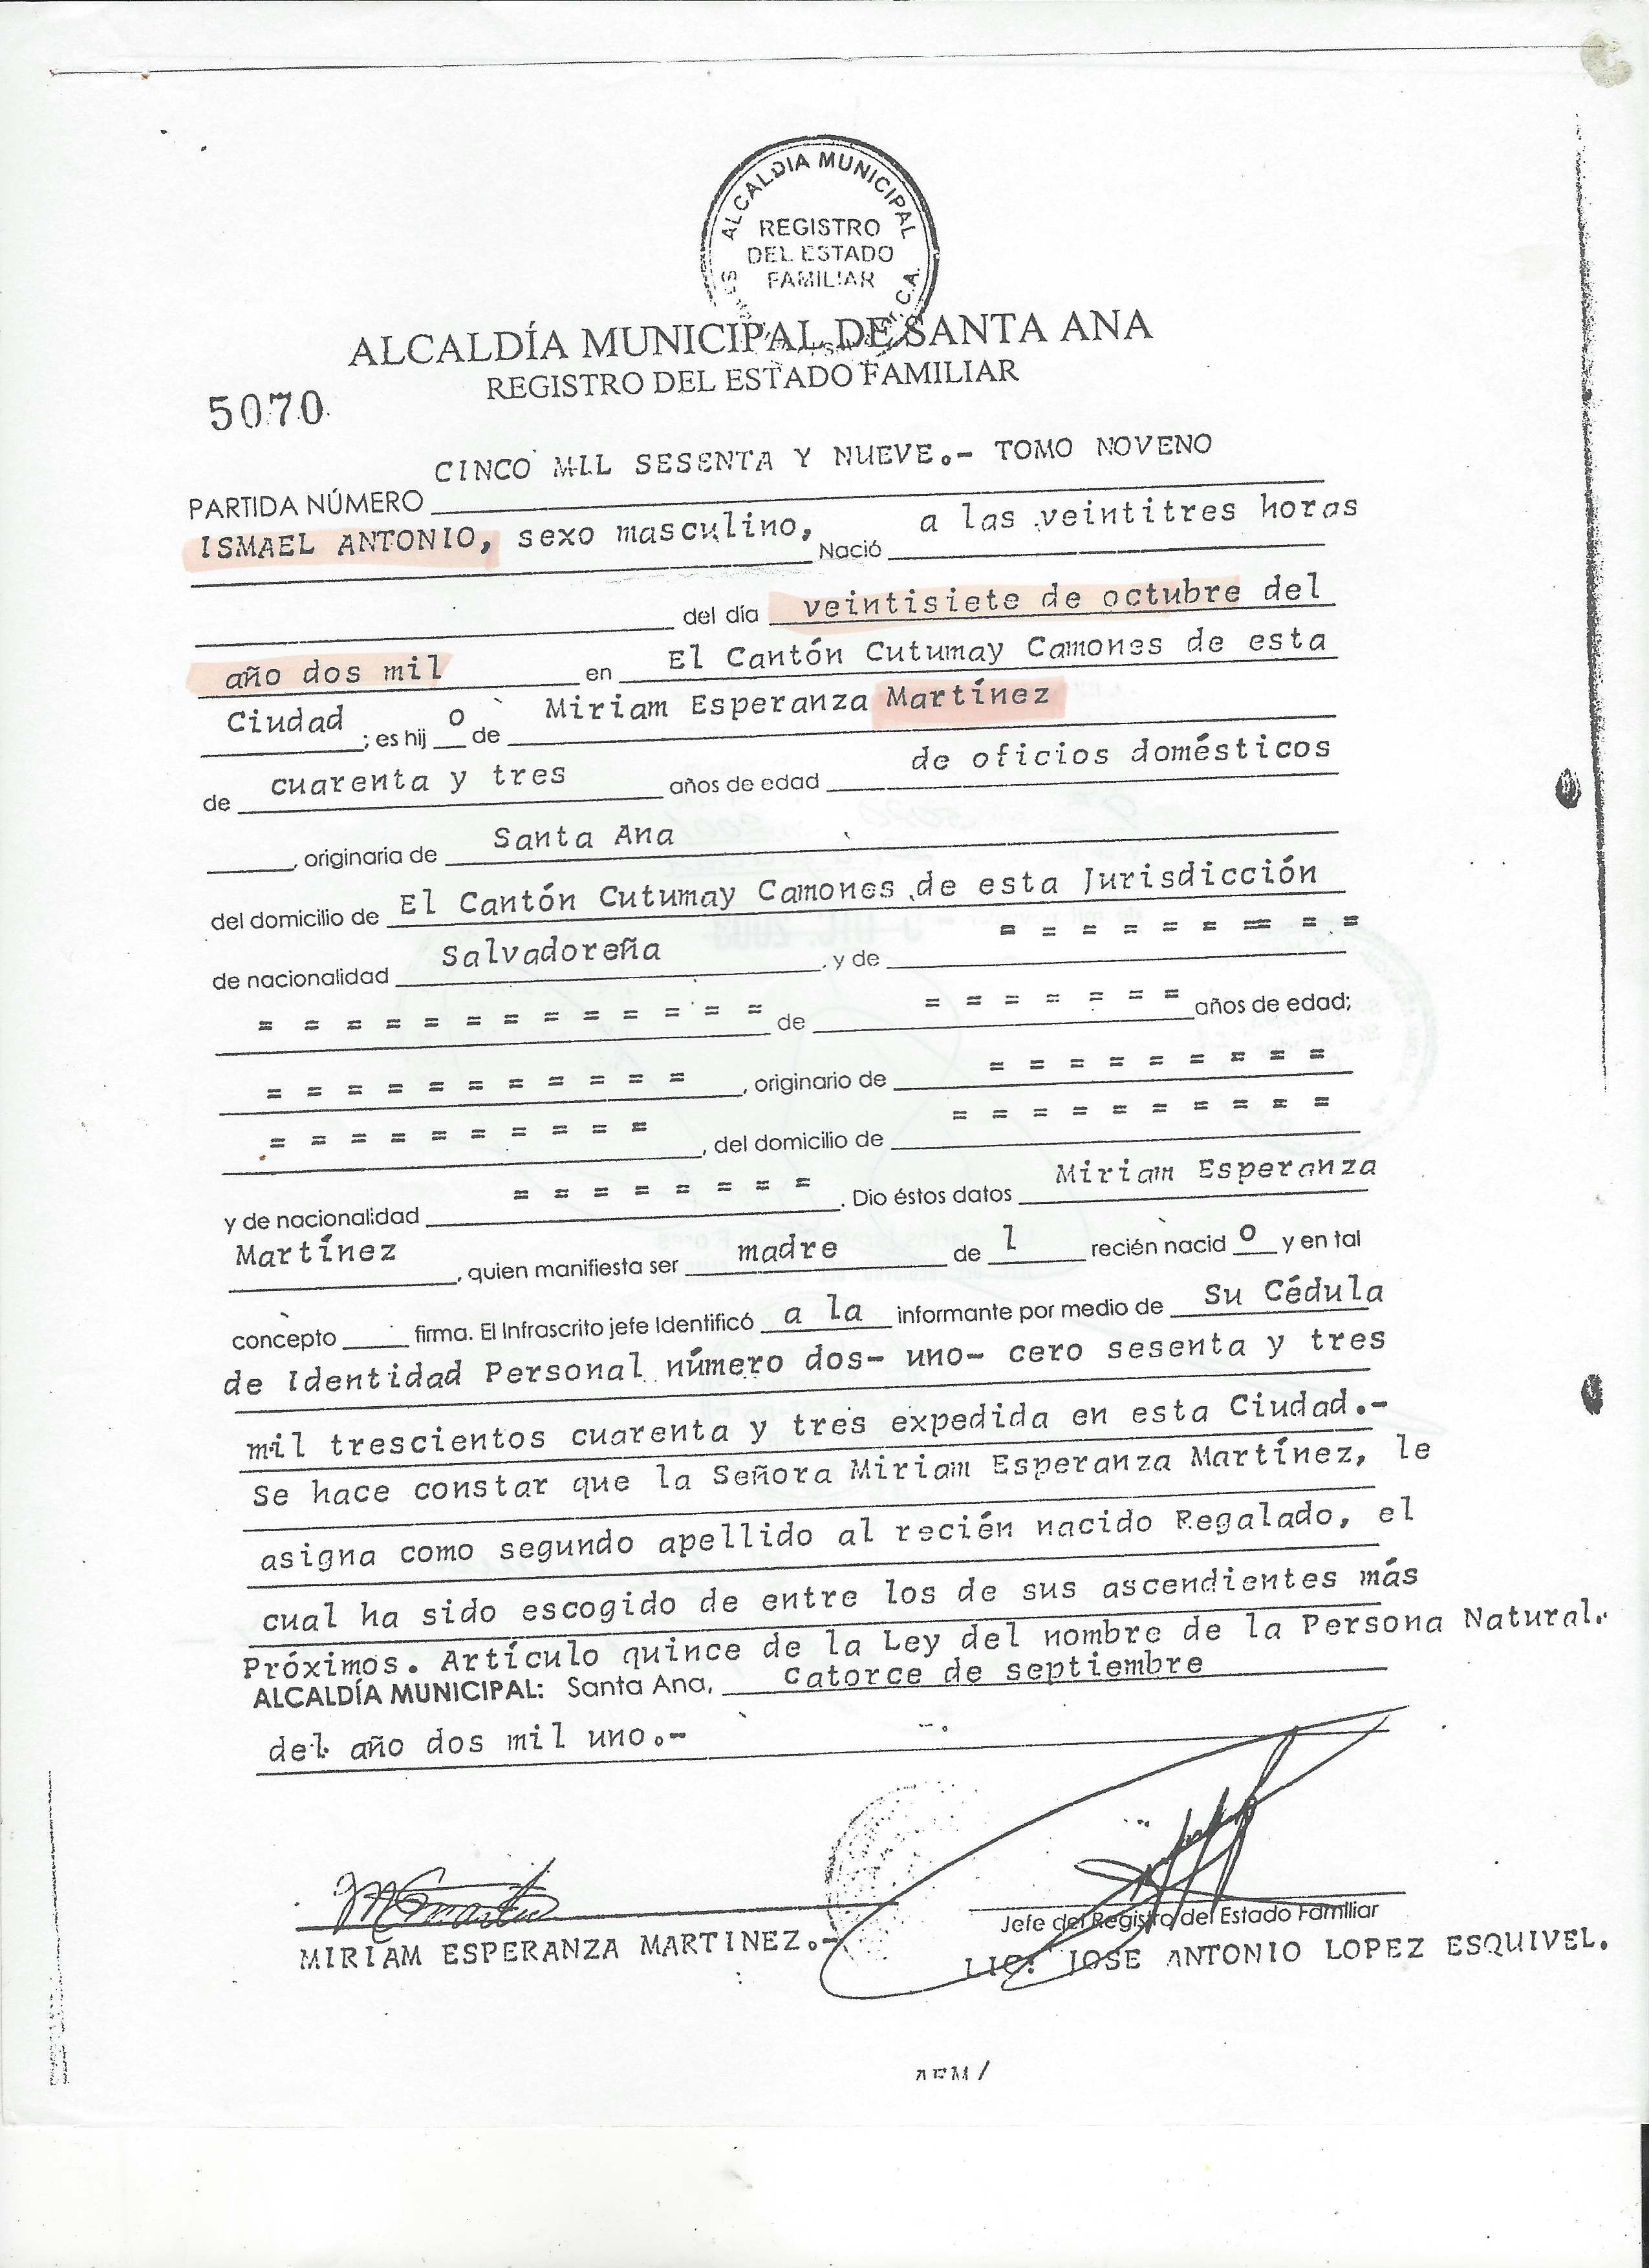 ALCALDIA MUNICIPAL
REGISTRO
DEL ESTADO
FAMILIAR
C.A.
ALCALDÍA MUNICIPAL DE SANTA ANA
REGISTRO DEL ESTADO FAMILIAR
5070
CINCO MIL SESENTA Y NUEVE.- TOMO NOVENO
PARTIDA NÚMERO
ISMAEL ANTONIO, sexo masculino, Nació a las veintitres horas
del día veintisiete de octubre del
año dos mil en El Cantón Cutumay Camones de esta
Ciudad ; es hij o de Miriam Esperanza Martínez
de cuarenta y tres años de edad de oficios domésticos
, originaria de Santa Ana
del domicilio de El Cantón Cutumay Camones de esta Jurisdicción
de nacionalidad Salvadoreña , y de = = = = = = = = =
= = = = = = = = = = = = = de = = = = = = = años de edad;
= = = = = = = = = = = , originario de = = = = = = = = =
= = = = = = = = = = , del domicilio de = = = = = = = = = =
y de nacionalidad = = = = = = = = . Dio éstos datos Miriam Esperanza
Martínez , quien manifiesta ser madre de l recién nacid o y en tal
concepto firma. El Infrascrito jefe Identificó a la informante por medio de Su Cédula
de Identidad Personal número dos- uno- cero sesenta y tres
mil trescientos cuarenta y tres expedida en esta Ciudad.-
Se hace constar que la Señora Miriam Esperanza Martínez, le
asigna como segundo apellido al recién nacido Regalado, el
cual ha sido escogido de entre los de sus ascendientes más
Próximos. Artículo quince de la Ley del nombre de la Persona Natural.
ALCALDÍA MUNICIPAL: Santa Ana, catorce de septiembre
del año dos mil uno.-
Jefe del Registro del Estado Familiar
MIRIAM ESPERANZA MARTINEZ.-
LIC. JOSE ANTONIO LOPEZ ESQUIVEL.